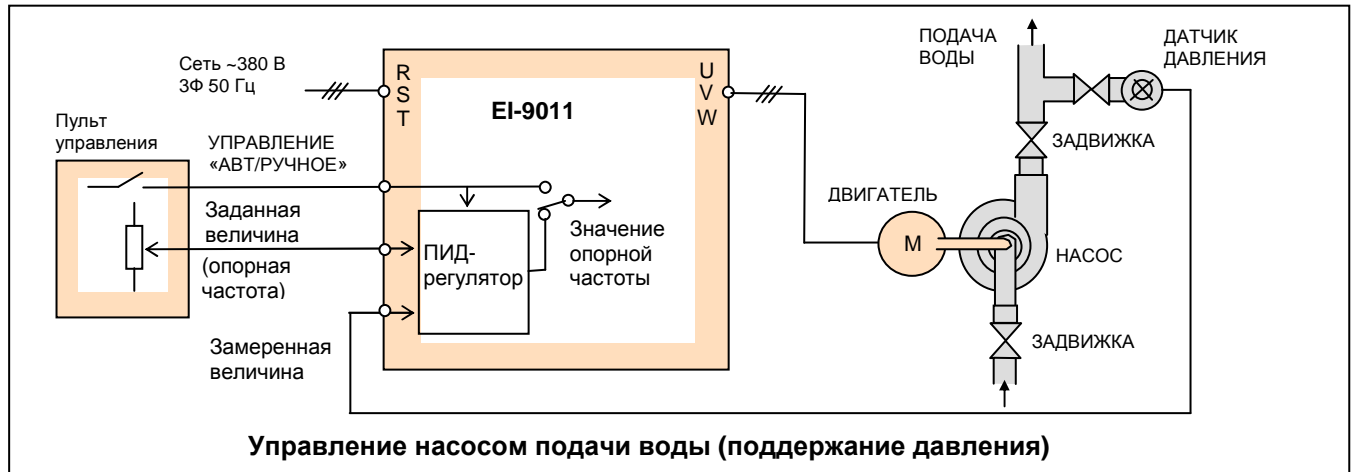 Сеть ~380 В
3Ф 50 Гц
R
S
T
EI-9011
U
V
W
ПОДАЧА
ВОДЫ
ДАТЧИК
ДАВЛЕНИЯ
Пульт
управления
УПРАВЛЕНИЕ
«АВТ/РУЧНОЕ»
ЗАДВИЖКА
ДВИГАТЕЛЬ
Заданная
величина
(опорная
частота)
ПИД-
регулятор
Значение
опорной
частоты
М
НАСОС
Замеренная
величина
ЗАДВИЖКА
Управление насосом подачи воды (поддержание давления)